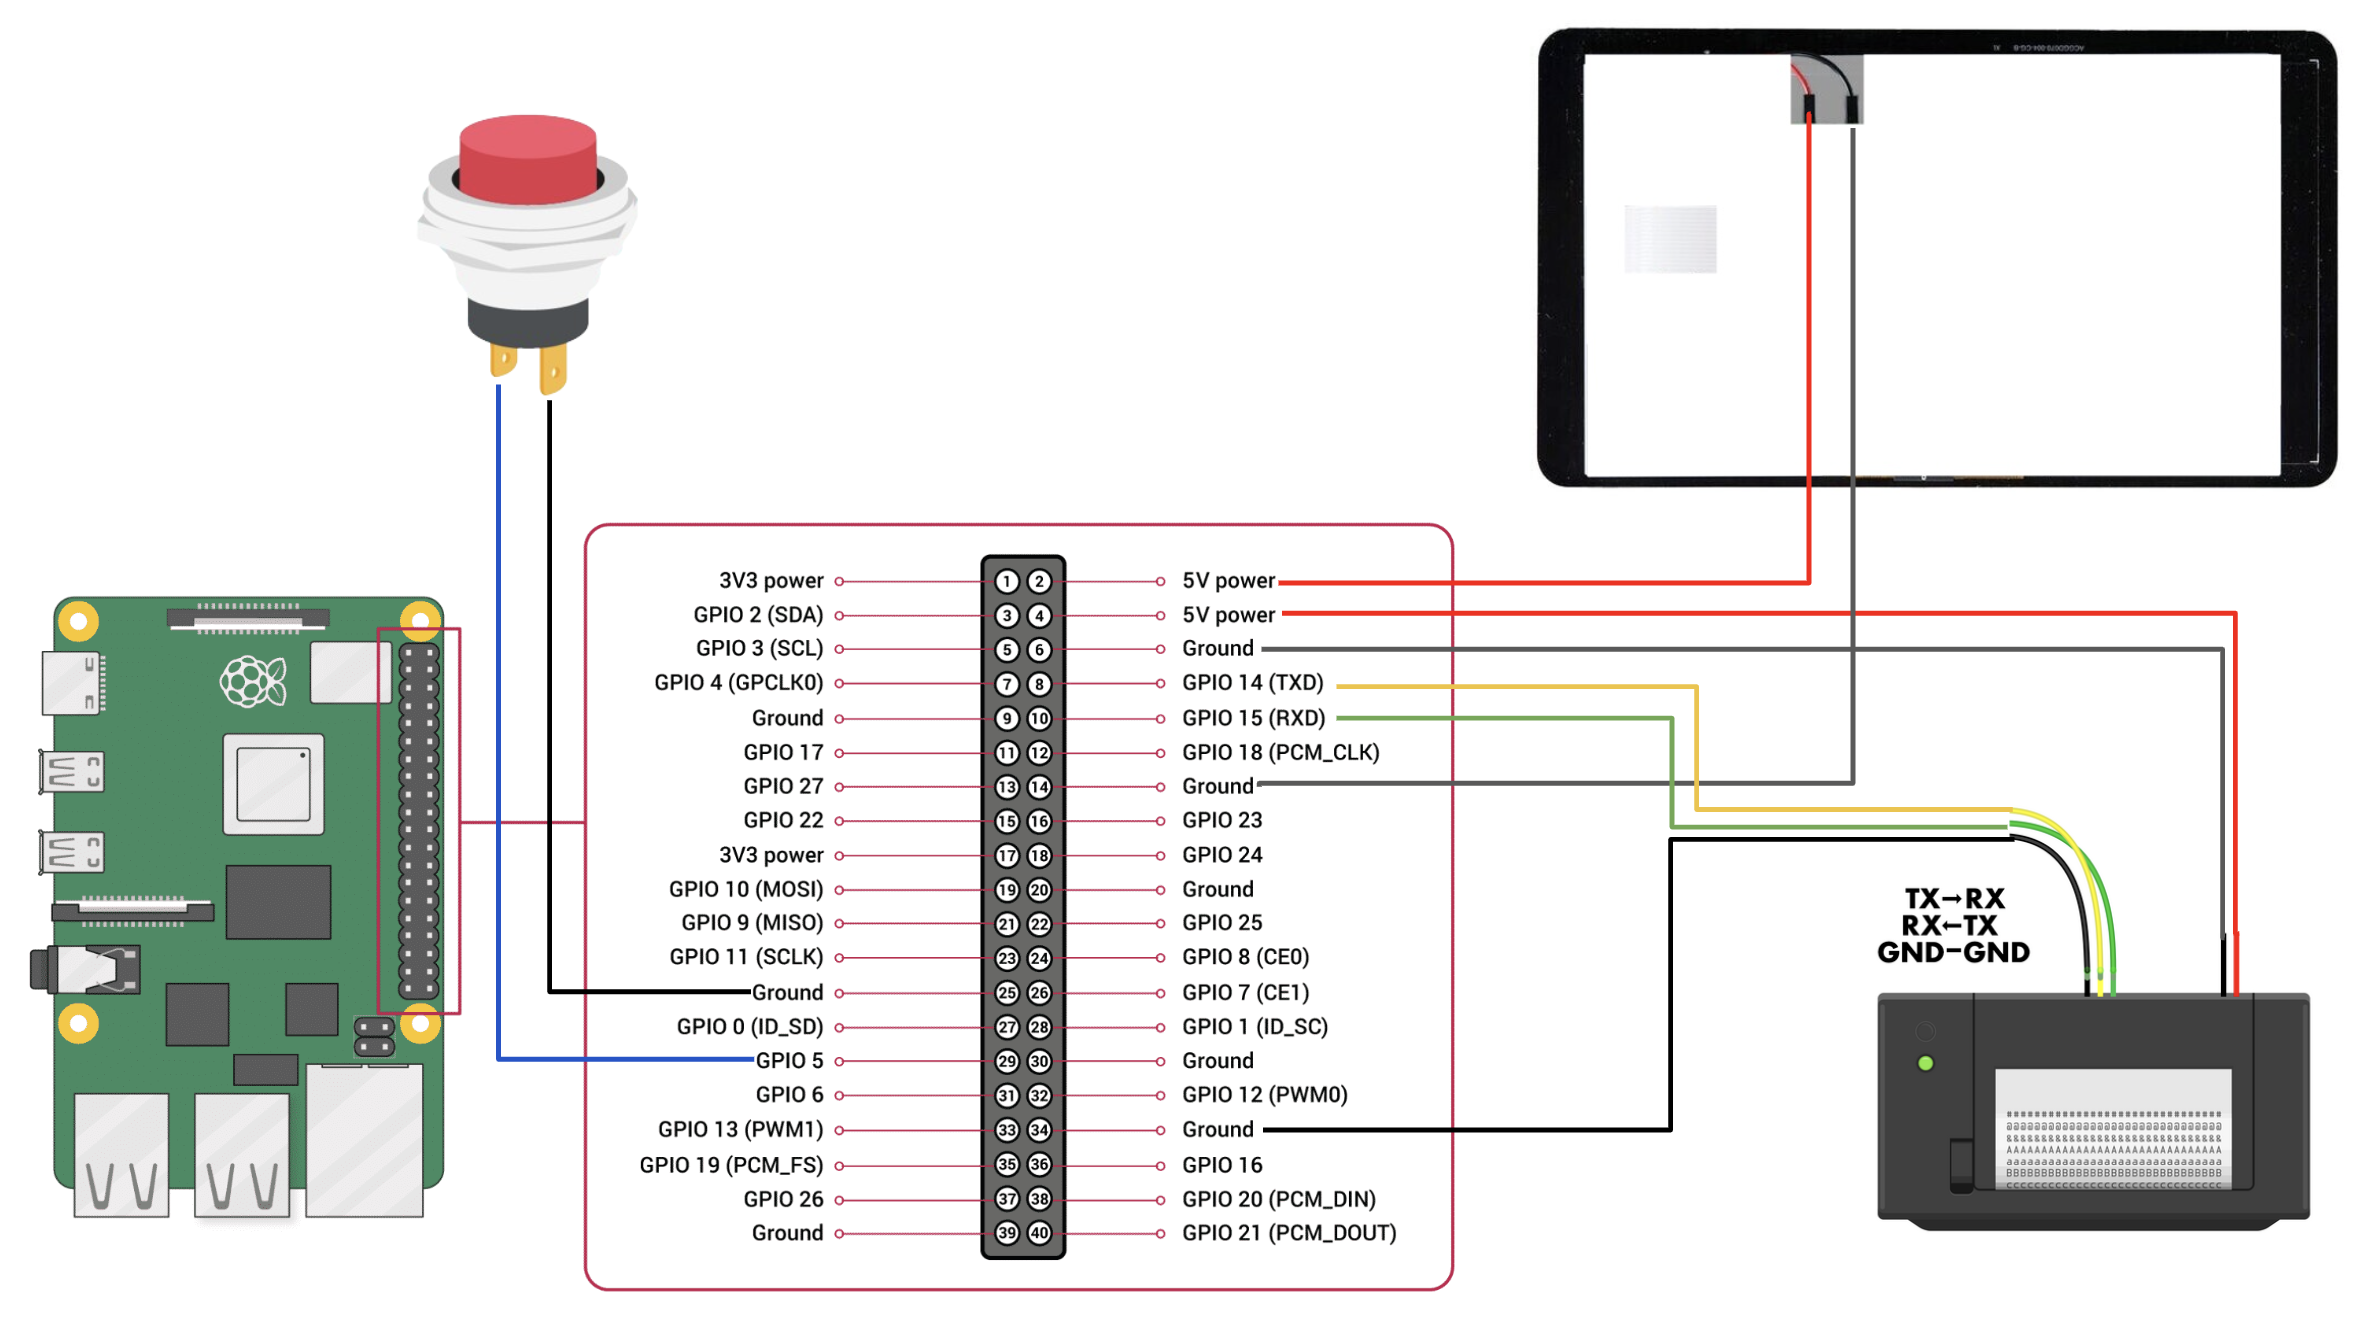 3V3 power 1 2 5V power
GPIO 2 (SDA) 3 4 5V power
GPIO 3 (SCL) 5 6 Ground
GPIO 4 (GPCLK0) 7 8 GPIO 14 (TXD)
Ground 9 10 GPIO 15 (RXD)
GPIO 17 11 12 GPIO 18 (PCM_CLK)
GPIO 27 13 14 Ground
GPIO 22 15 16 GPIO 23
3V3 power 17 18 GPIO 24
GPIO 10 (MOSI) 19 20 Ground
GPIO 9 (MISO) 21 22 GPIO 25
GPIO 11 (SCLK) 23 24 GPIO 8 (CE0)
Ground 25 26 GPIO 7 (CE1)
GPIO 0 (ID_SD) 27 28 GPIO 1 (ID_SC)
GPIO 5 29 30 Ground
GPIO 6 31 32 GPIO 12 (PWM0)
GPIO 13 (PWM1) 33 34 Ground
GPIO 19 (PCM_FS) 35 36 GPIO 16
GPIO 26 37 38 GPIO 20 (PCM_DIN)
Ground 39 40 GPIO 21 (PCM_DOUT)
TX→RX
RX←TX
GND–GND